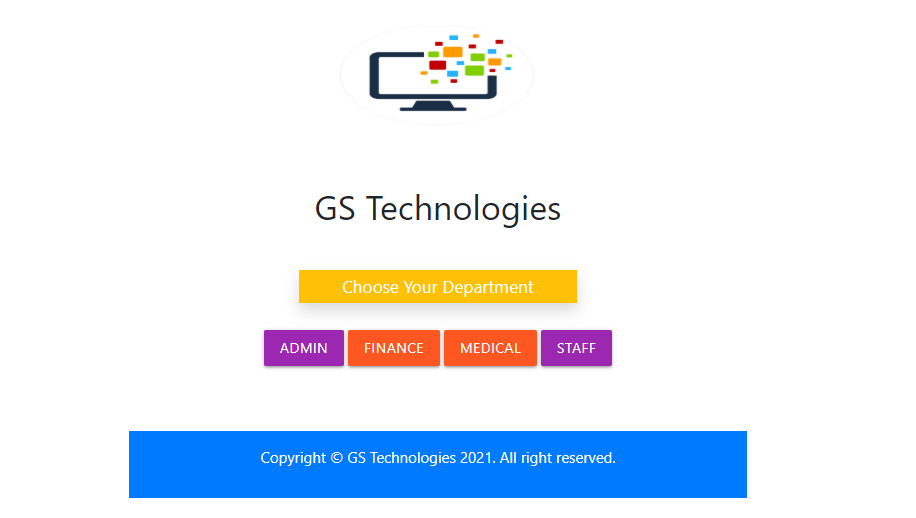 GS Technologies
Choose Your Department
ADMIN FINANCE MEDICAL STAFF
Copyright © GS Technologies 2021. All right reserved.